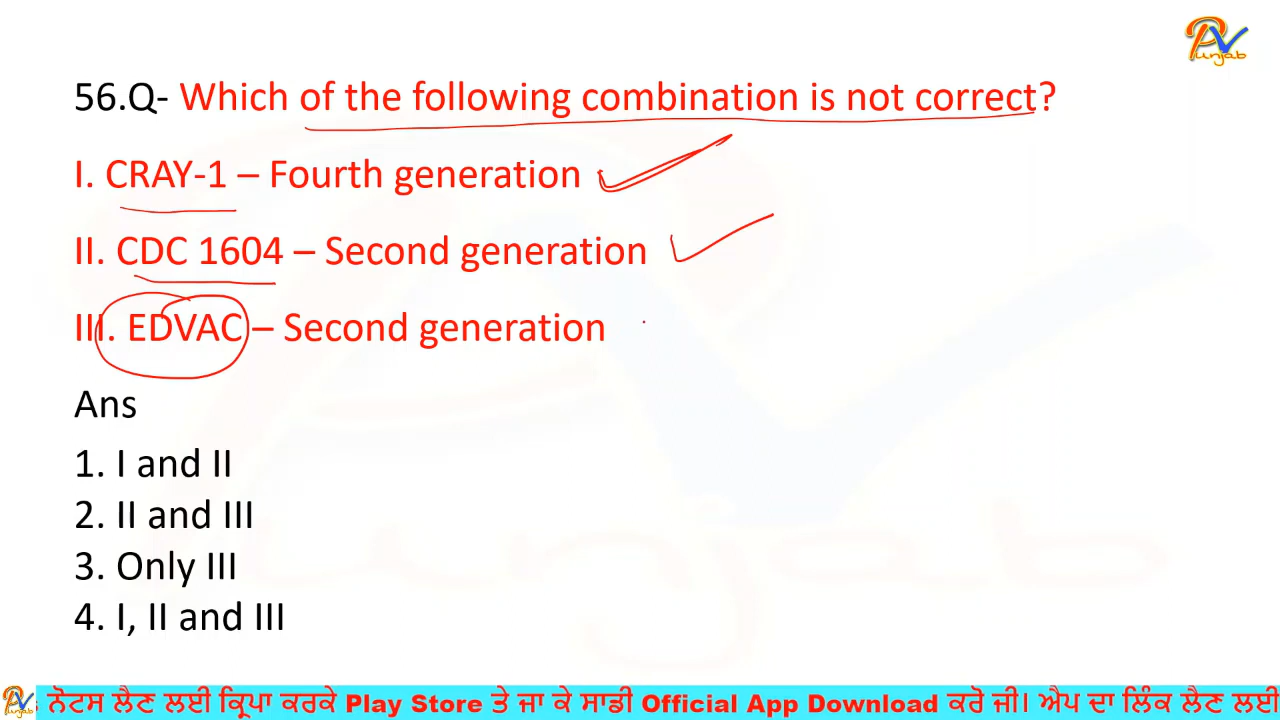 PV
unjab
56.Q- Which of the following combination is not correct?
I. CRAY-1 – Fourth generation
II. CDC 1604 – Second generation
III. EDVAC – Second generation
Ans
1. I and II
2. II and III
3. Only III
4. I, II and III
ਨੋਟਸ ਲੈਣ ਲਈ ਕ੍ਰਿਪਾ ਕਰਕੇ Play Store ਤੇ ਜਾ ਕੇ ਸਾਡੀ Official App Download ਕਰੋ ਜੀ। ਐਪ ਦਾ ਲਿੰਕ ਲੈਣ ਲਈ